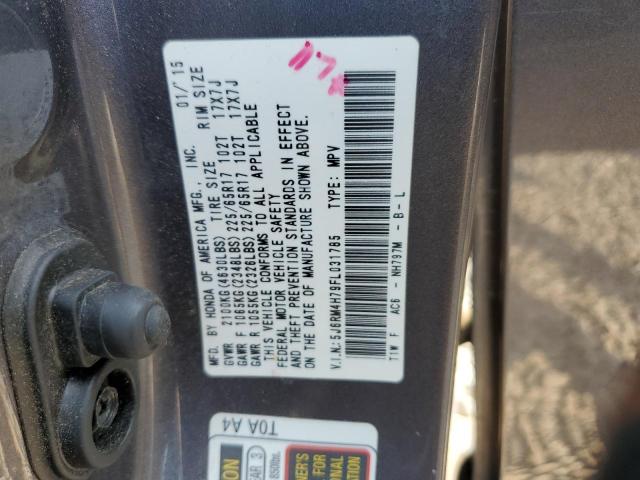 MFD. BY HONDA OF AMERICA MFG., INC. 01/'15
GVWR 2100KG(4630LBS) TIRE SIZE RIM SIZE
GAWR F 1065KG(2348LBS) 225/65R17 102T 17X7J
GAWR R 1055KG(2326LBS) 225/65R17 102T 17X7J
THIS VEHICLE CONFORMS TO ALL APPLICABLE
FEDERAL MOTOR VEHICLE SAFETY
AND THEFT PREVENTION STANDARDS IN EFFECT
ON THE DATE OF MANUFACTURE SHOWN ABOVE.
V.I.N: 5J6RM4H79FL031785 TYPE: MPV
T1W F AC6 - NH797M - B - L
T0A A4